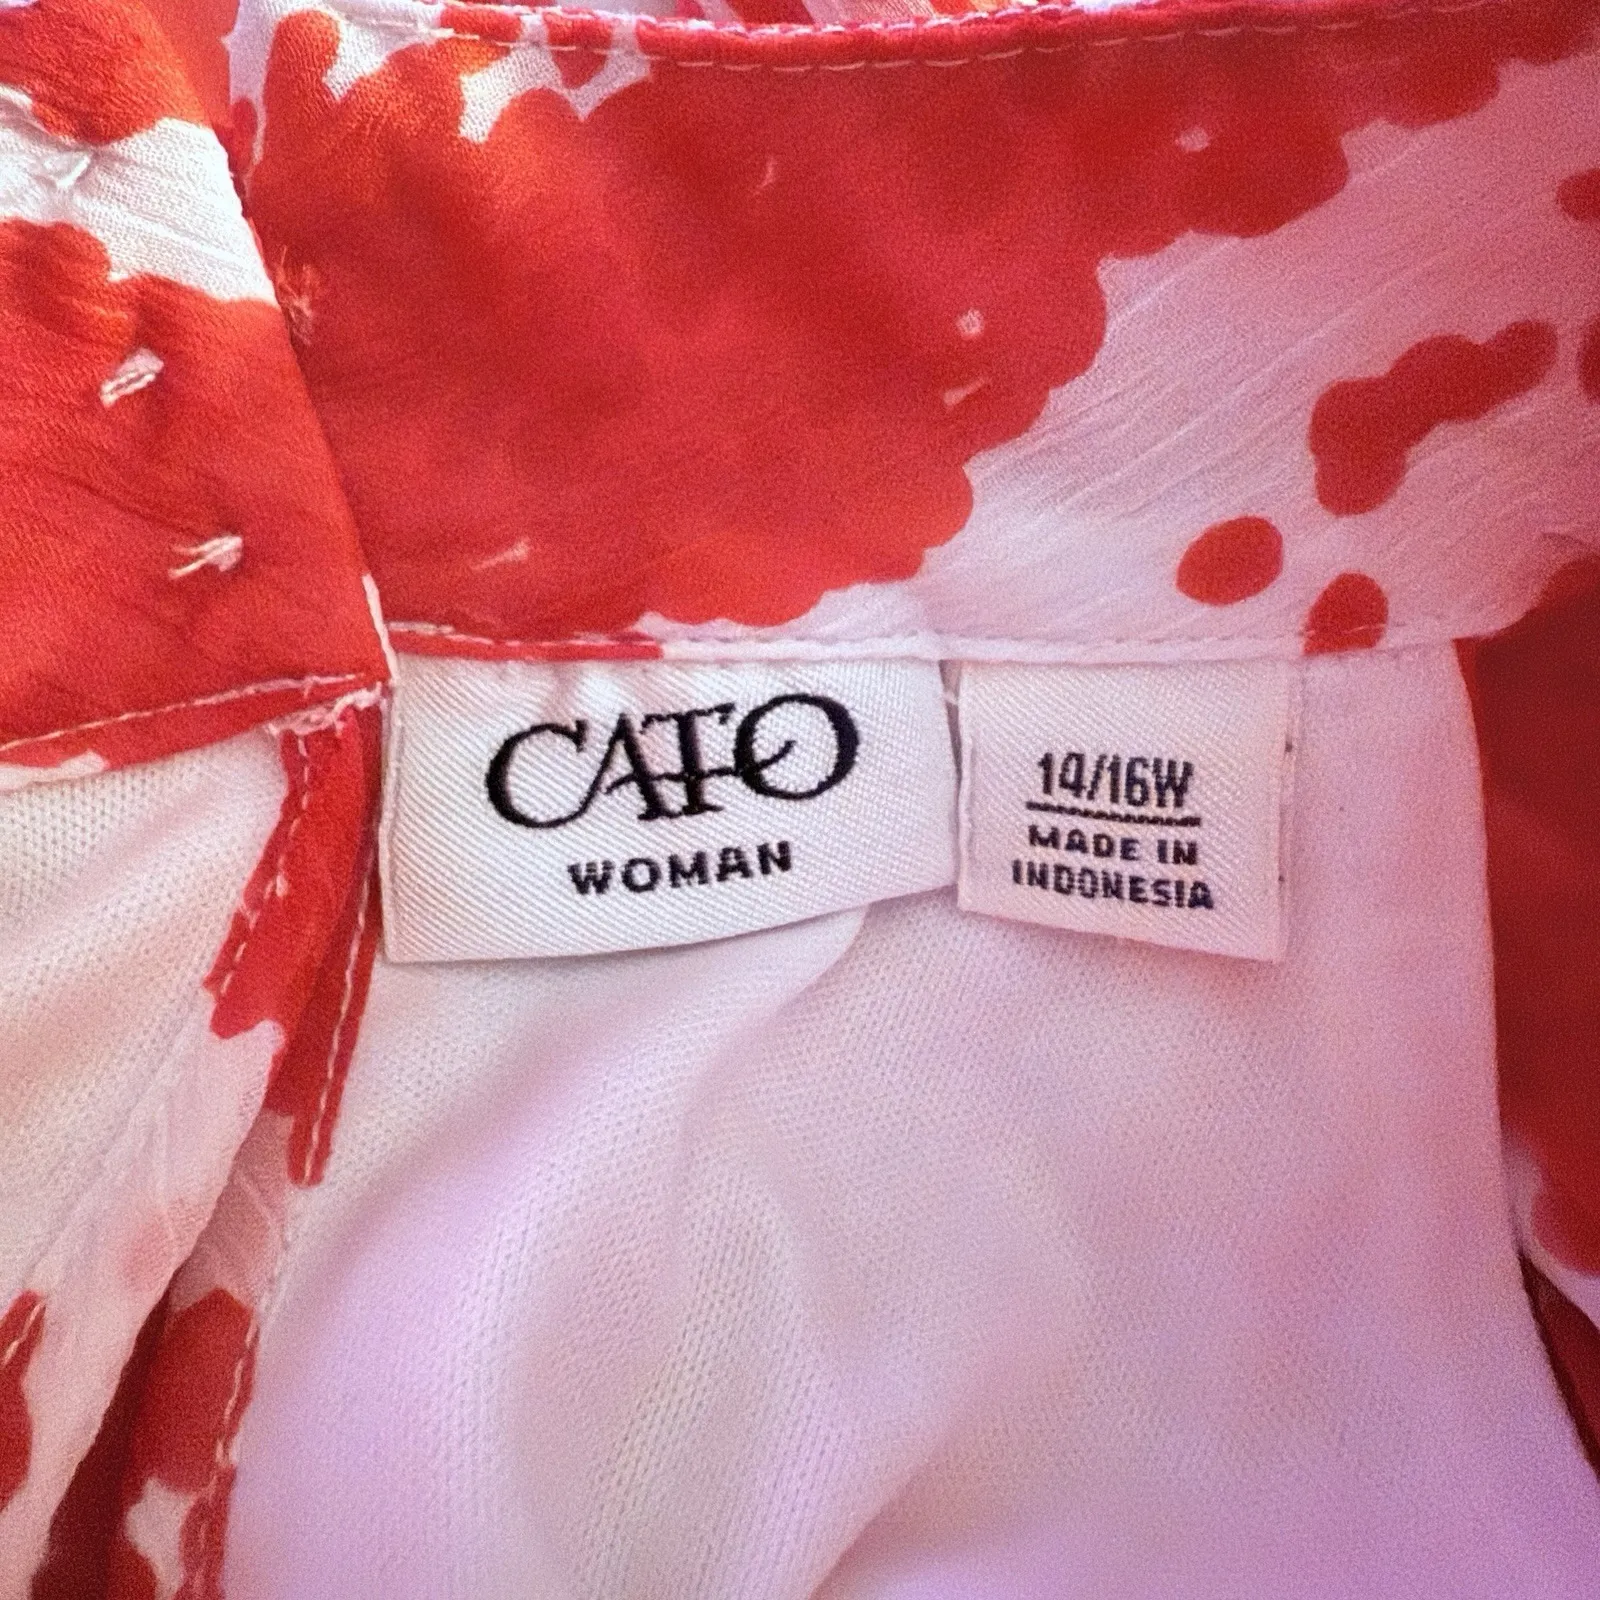 CATO
WOMAN
14/16W
MADE IN
INDONESIA